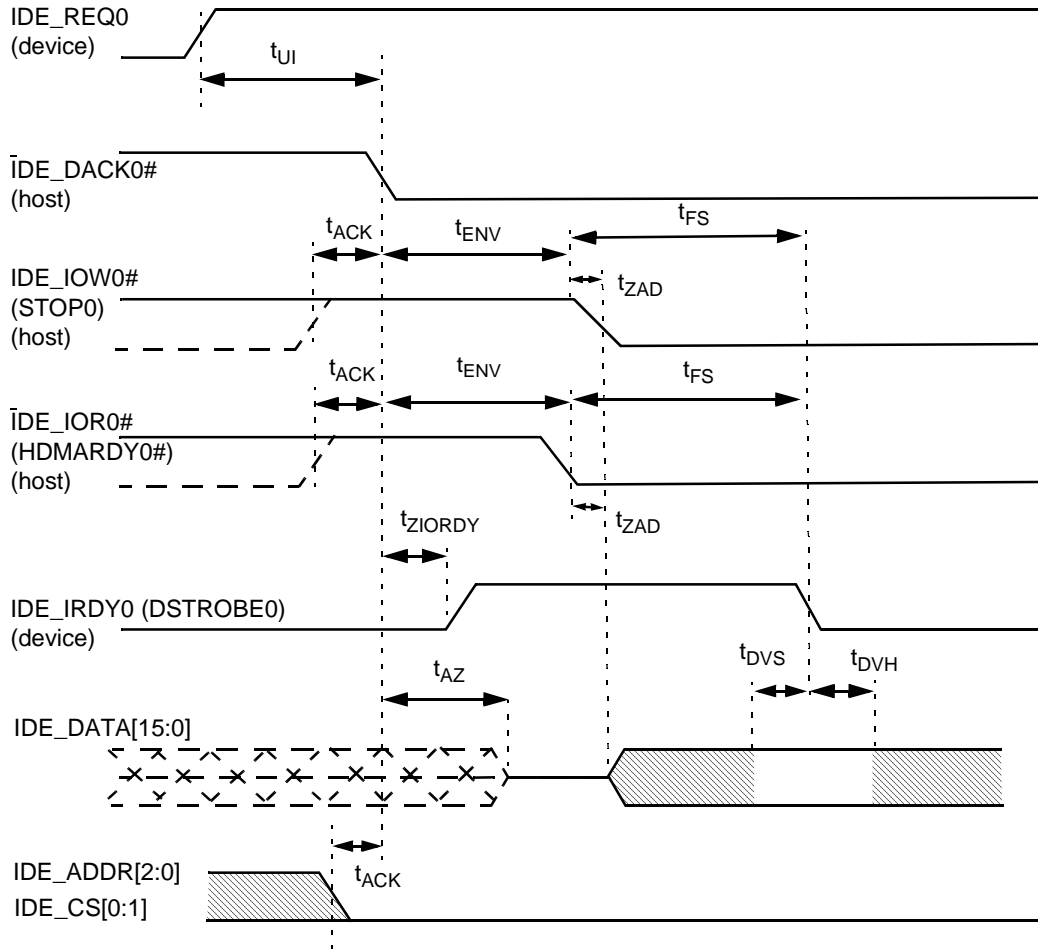 IDE_REQ0
(device)
tUI
IDE_DACK0#
(host)
tACK
tENV
tFS
IDE_IOW0#
(STOP0)
(host)
tZAD
tACK
tENV
tFS
IDE_IOR0#
(HDMARDY0#)
(host)
tZIORDY
tZAD
IDE_IRDY0 (DSTROBE0)
(device)
tDVS
tDVH
tAZ
IDE_DATA[15:0]
IDE_ADDR[2:0]
tACK
IDE_CS[0:1]